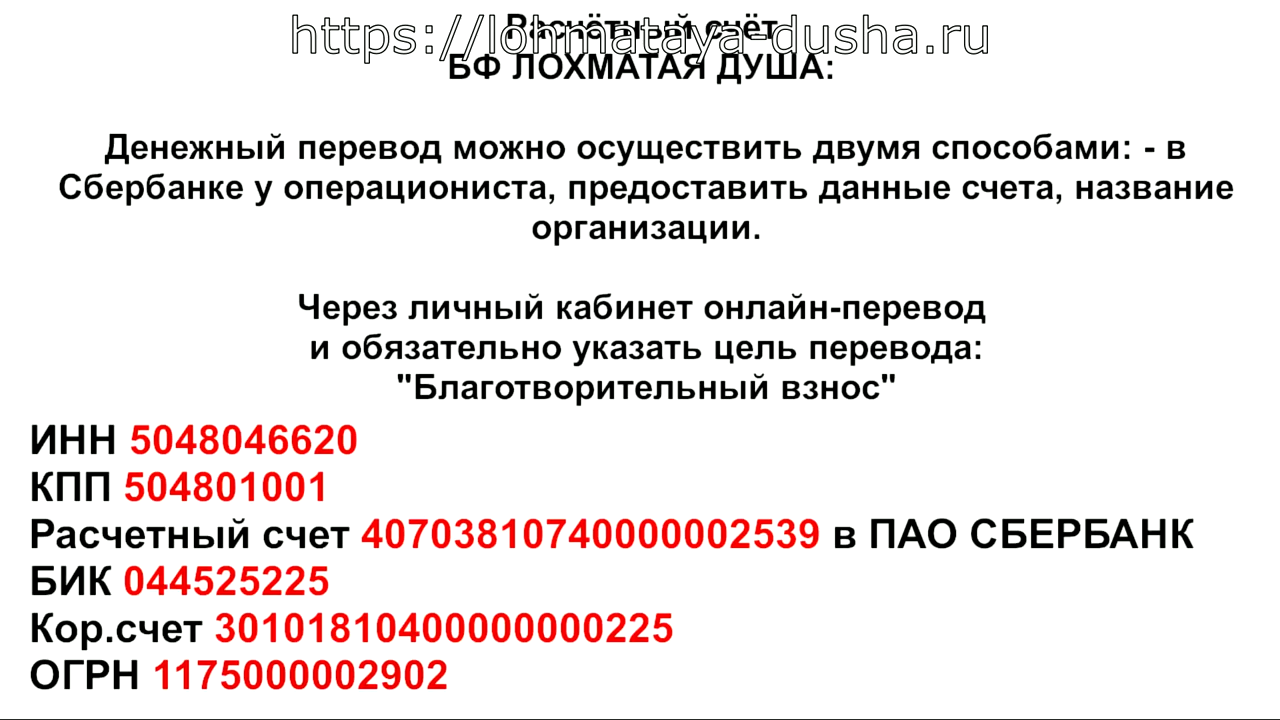 https://lohmataya-dusha.ru
Расчётный счёт
БФ ЛОХМАТАЯ ДУША:
Денежный перевод можно осуществить двумя способами: - в
Сбербанке у операциониста, предоставить данные счета, название
организации.
Через личный кабинет онлайн-перевод
и обязательно указать цель перевода:
"Благотворительный взнос"
ИНН 5048046620
КПП 504801001
Расчетный счет 40703810740000002539 в ПАО СБЕРБАНК
БИК 044525225
Кор.счет 30101810400000000225
ОГРН 1175000002902